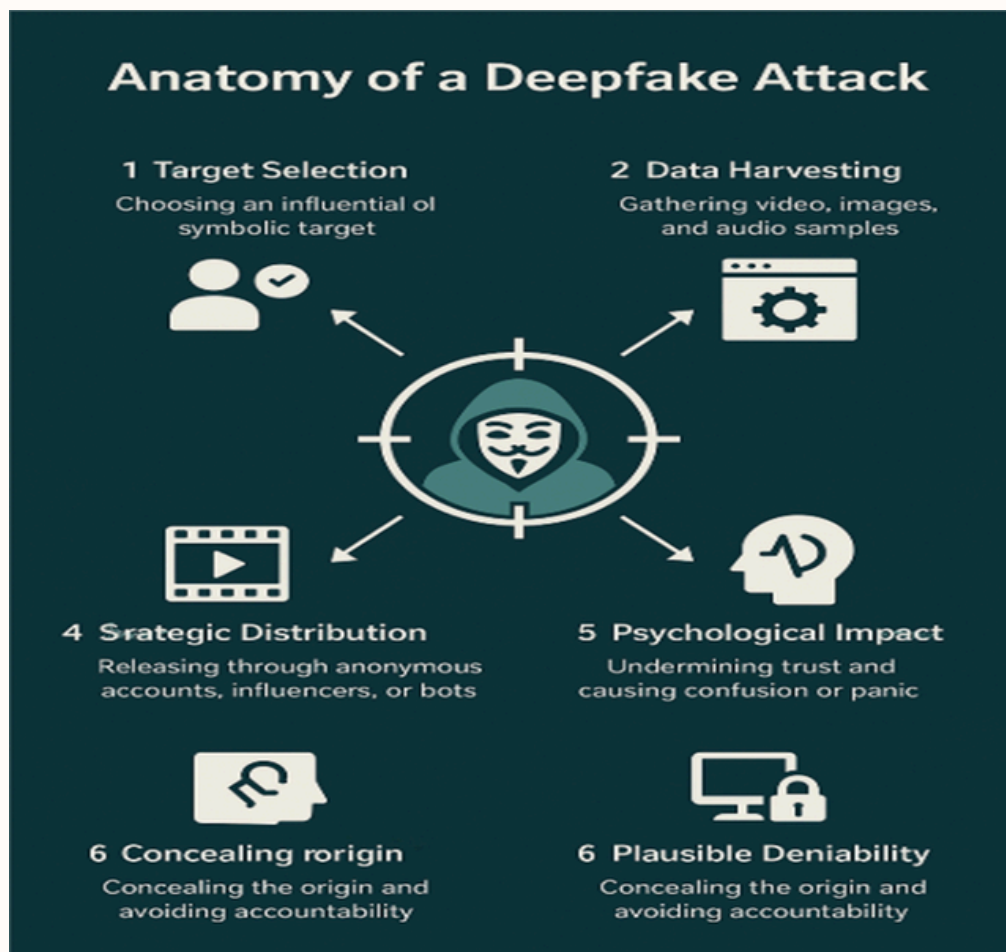 Anatomy of a Deepfake Attack
1 Target Selection
Choosing an influential ol
symbolic target
2 Data Harvesting
Gathering video, images,
and audio samples
4 Srategic Distribution
Releasing through anonymous
accounts, influencers, or bots
5 Psychological Impact
Undermining trust and
causing confusion or panic
6 Concealing rorigin
Concealing the origin and
avoiding accountability
6 Plausible Deniability
Concealing the origin and
avoiding accountability